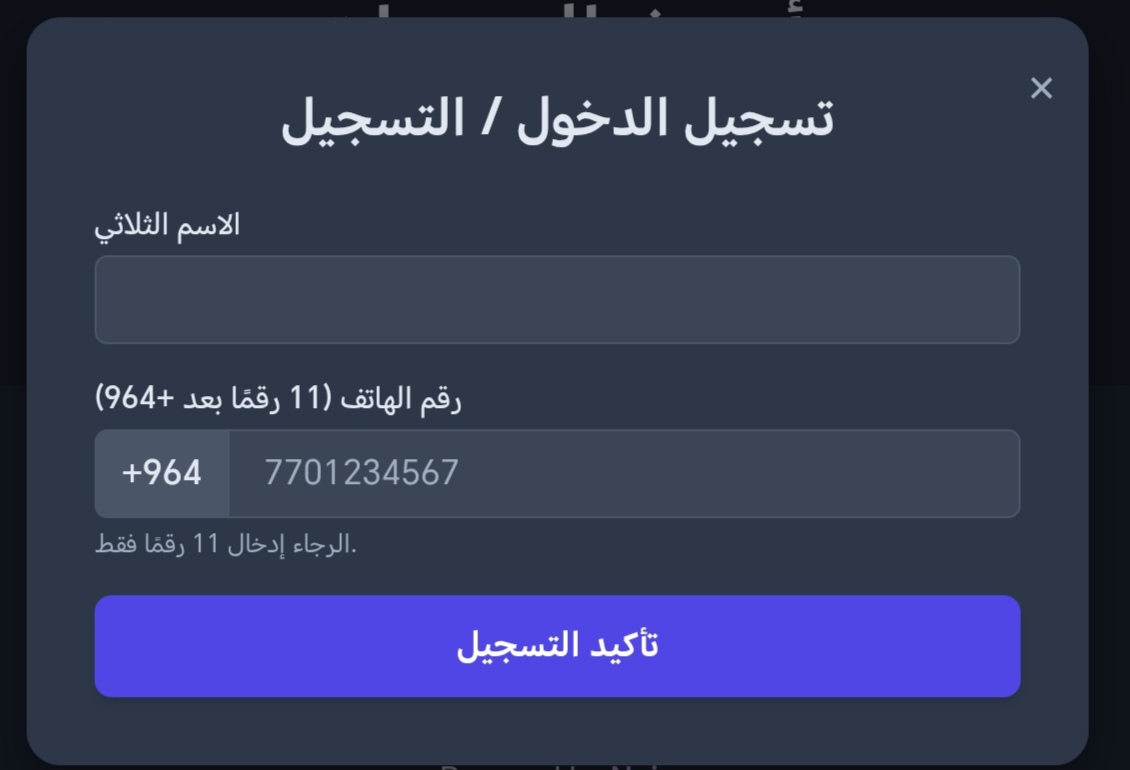 ×
تسجيل الدخول / التسجيل
الاسم الثلاثي
رقم الهاتف (11 رقمًا بعد +964)
+964 7701234567
الرجاء إدخال 11 رقمًا فقط.
تأكيد التسجيل